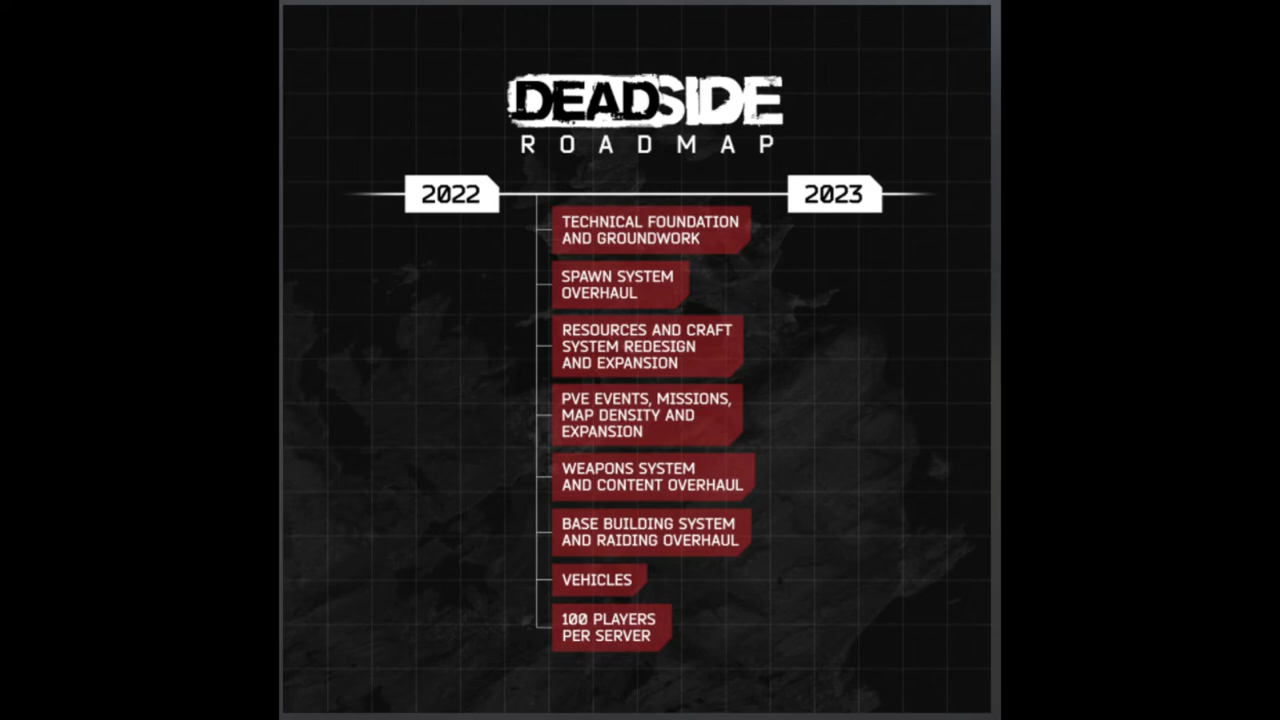 DEADSIDE
ROADMAP
2022
2023
TECHNICAL FOUNDATION
AND GROUNDWORK
SPAWN SYSTEM
OVERHAUL
RESOURCES AND CRAFT
SYSTEM REDESIGN
AND EXPANSION
PVE EVENTS, MISSIONS,
MAP DENSITY AND
EXPANSION
WEAPONS SYSTEM
AND CONTENT OVERHAUL
BASE BUILDING SYSTEM
AND RAIDING OVERHAUL
VEHICLES
100 PLAYERS
PER SERVER